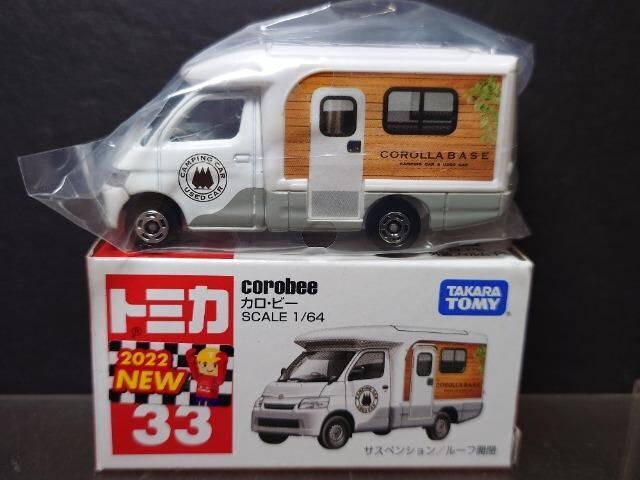 CAMPING CAR
USED CAR
COROLLA BASE
CAMPING CAR & USED CAR
トミカ
corobee
カロ・ビー
SCALE 1/64
TAKARA
TOMY
2022
NEW
33
COROLLA BASE
サスペンション/ルーフ開閉